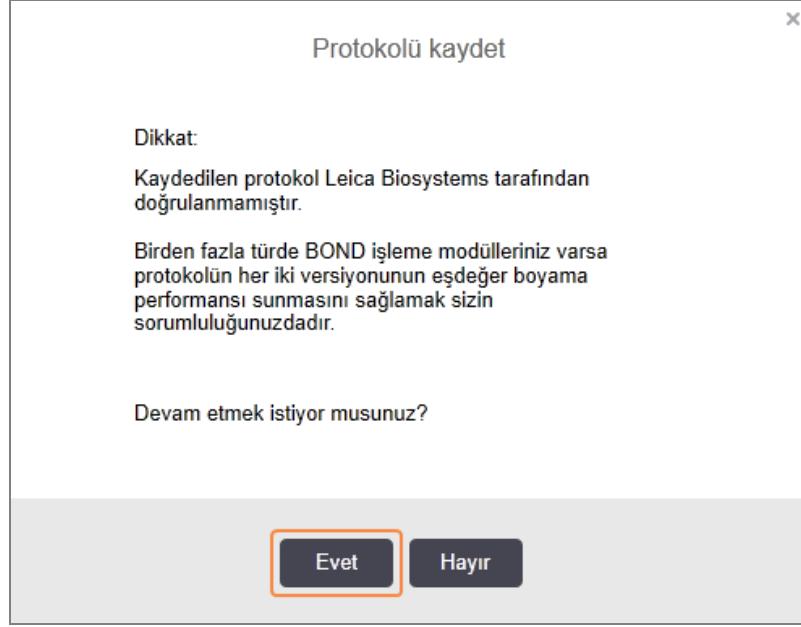 Protokolü kaydet
Dikkat:
Kaydedilen protokol Leica Biosystems tarafından
doğrulanmamıştır.
Birden fazla türde BOND işleme modülleriniz varsa
protokolün her iki versiyonunun eşdeğer boyama
performansı sunmasını sağlamak sizin
sorumluluğunuzdadır.
Devam etmek istiyor musunuz?
Evet
Hayır